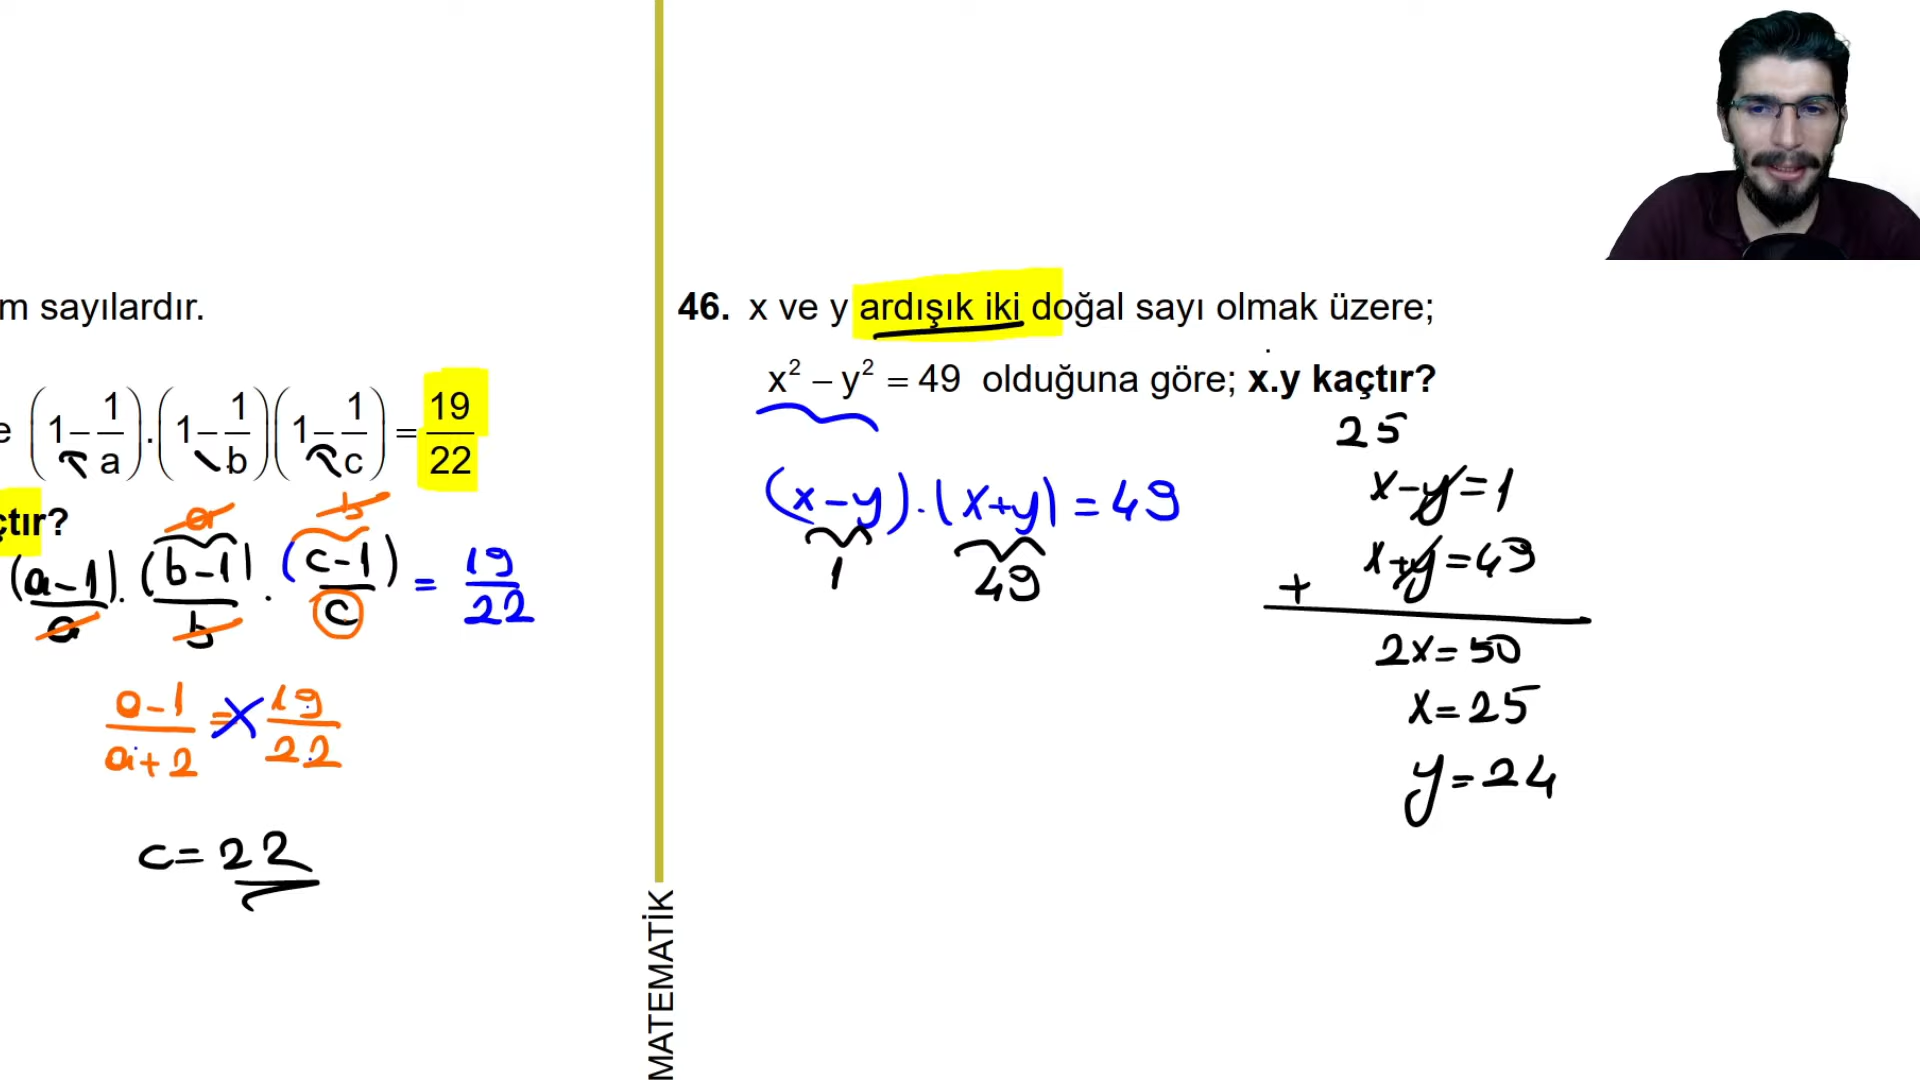 m sayılardır.
e (1-1/a).(1-1/b)(1-1/c)=19/22
çtır?
a b
(a-1)/a.(b-1)/b.(c-1)/c=19/22
a-1/a+2=19/22
c=22
MATEMATİK
46. x ve y ardışık iki doğal sayı olmak üzere;
x²-y²=49 olduğuna göre; x.y kaçtır?
25
(x-y).(x+y)=49
1 49
x-y=1
x+y=49
+
2x=50
x=25
y=24